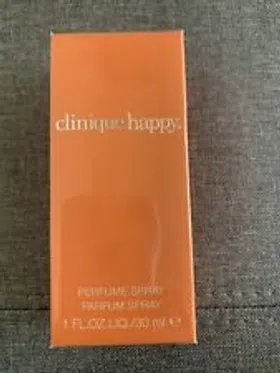 clinique happy.
PERFUME SPRAY
PARFUM SPRAY
1 FL.OZ.LIQ./30 ml ℮